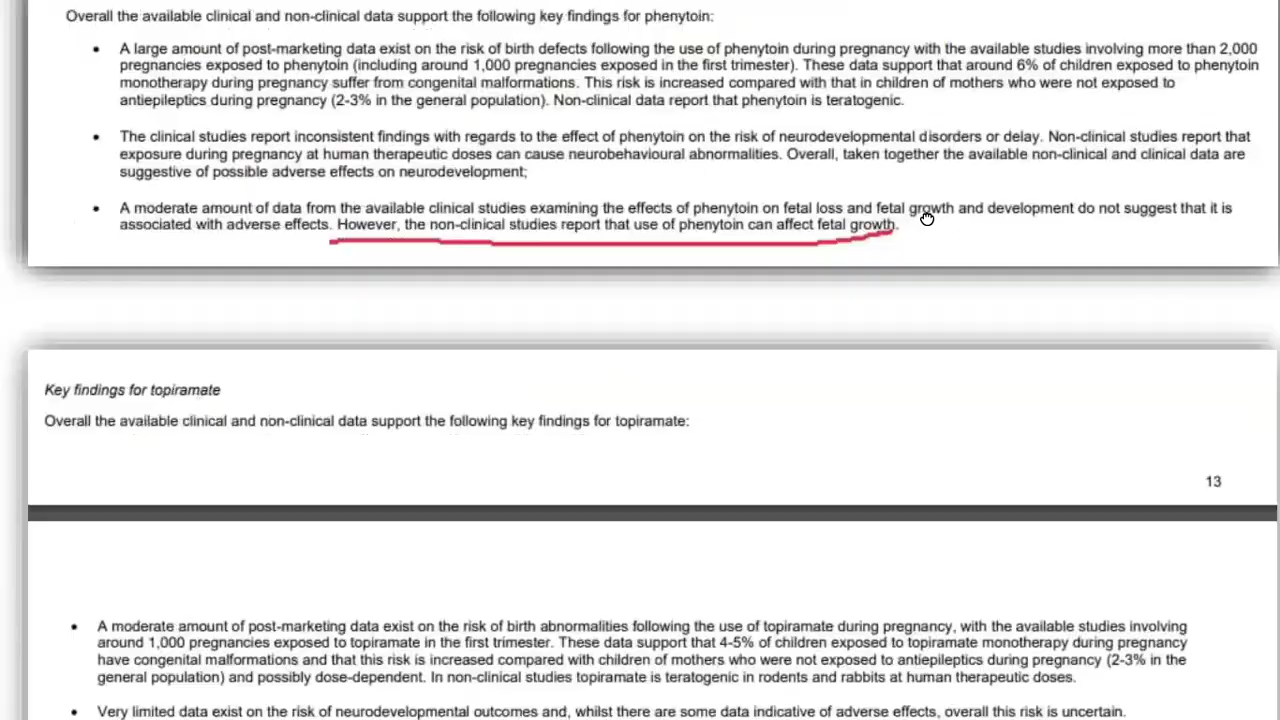 Overall the available clinical and non-clinical data support the following key findings for phenytoin:
• A large amount of post-marketing data exist on the risk of birth defects following the use of phenytoin during pregnancy with the available studies involving more than 2,000
pregnancies exposed to phenytoin (including around 1,000 pregnancies exposed in the first trimester). These data support that around 6% of children exposed to phenytoin
monotherapy during pregnancy suffer from congenital malformations. This risk is increased compared with that in children of mothers who were not exposed to
antiepileptics during pregnancy (2-3% in the general population). Non-clinical data report that phenytoin is teratogenic.
• The clinical studies report inconsistent findings with regards to the effect of phenytoin on the risk of neurodevelopmental disorders or delay. Non-clinical studies report that
exposure during pregnancy at human therapeutic doses can cause neurobehavioural abnormalities. Overall, taken together the available non-clinical and clinical data are
suggestive of possible adverse effects on neurodevelopment;
• A moderate amount of data from the available clinical studies examining the effects of phenytoin on fetal loss and fetal growth and development do not suggest that it is
associated with adverse effects. However, the non-clinical studies report that use of phenytoin can affect fetal growth.
Key findings for topiramate
Overall the available clinical and non-clinical data support the following key findings for topiramate:
13
• A moderate amount of post-marketing data exist on the risk of birth abnormalities following the use of topiramate during pregnancy, with the available studies involving
around 1,000 pregnancies exposed to topiramate in the first trimester. These data support that 4-5% of children exposed to topiramate monotherapy during pregnancy
have congenital malformations and that this risk is increased compared with children of mothers who were not exposed to antiepileptics during pregnancy (2-3% in the
general population) and possibly dose-dependent. In non-clinical studies topiramate is teratogenic in rodents and rabbits at human therapeutic doses.
• Very limited data exist on the risk of neurodevelopmental outcomes and, whilst there are some data indicative of adverse effects, overall this risk is uncertain.